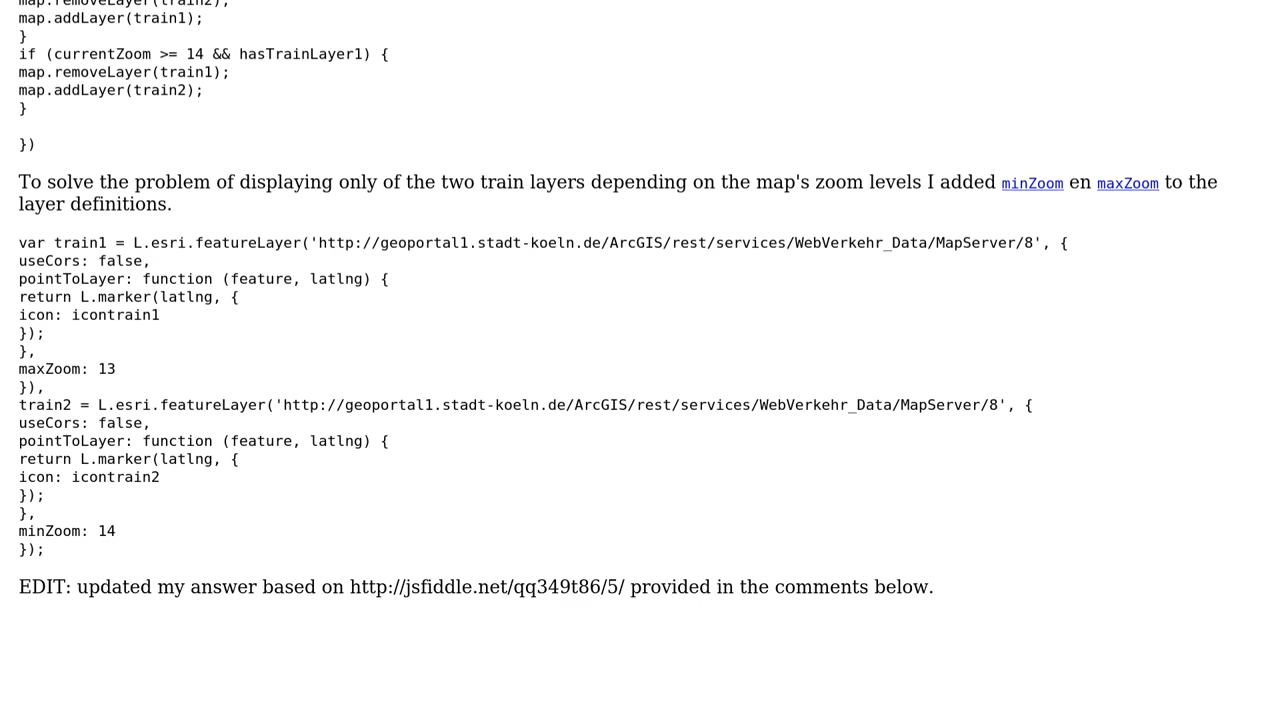 map.removeLayer(train2);
map.addLayer(train1);
}
if (currentZoom >= 14 && hasTrainLayer1) {
map.removeLayer(train1);
map.addLayer(train2);
}
})
To solve the problem of displaying only of the two train layers depending on the map's zoom levels I added minZoom en maxZoom to the
layer definitions.
var train1 = L.esri.featureLayer('http://geoportal1.stadt-koeln.de/ArcGIS/rest/services/WebVerkehr_Data/MapServer/8', {
useCors: false,
pointToLayer: function (feature, latlng) {
return L.marker(latlng, {
icon: icontrain1
});
},
maxZoom: 13
}),
train2 = L.esri.featureLayer('http://geoportal1.stadt-koeln.de/ArcGIS/rest/services/WebVerkehr_Data/MapServer/8', {
useCors: false,
pointToLayer: function (feature, latlng) {
return L.marker(latlng, {
icon: icontrain2
});
},
minZoom: 14
});
EDIT: updated my answer based on http://jsfiddle.net/qq349t86/5/ provided in the comments below.